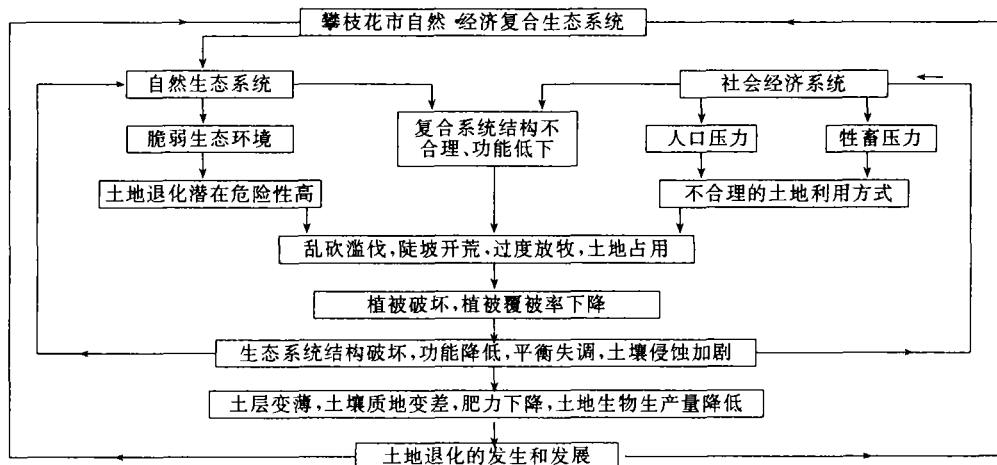 攀枝花市自然·经济复合生态系统
自然生态系统
社会经济系统
脆弱生态环境
复合系统结构不
合理、功能低下
人口压力
牲畜压力
土地退化潜在危险性高
不合理的土地利用方式
乱砍滥伐,陡坡开荒、过度放牧,土地占用
植被破坏,植被覆被率下降
生态系统结构破坏,功能降低,平衡失调,土壤侵蚀加剧
土层变薄,土壤质地变差,肥力下降,土地生物生产量降低
土地退化的发生和发展